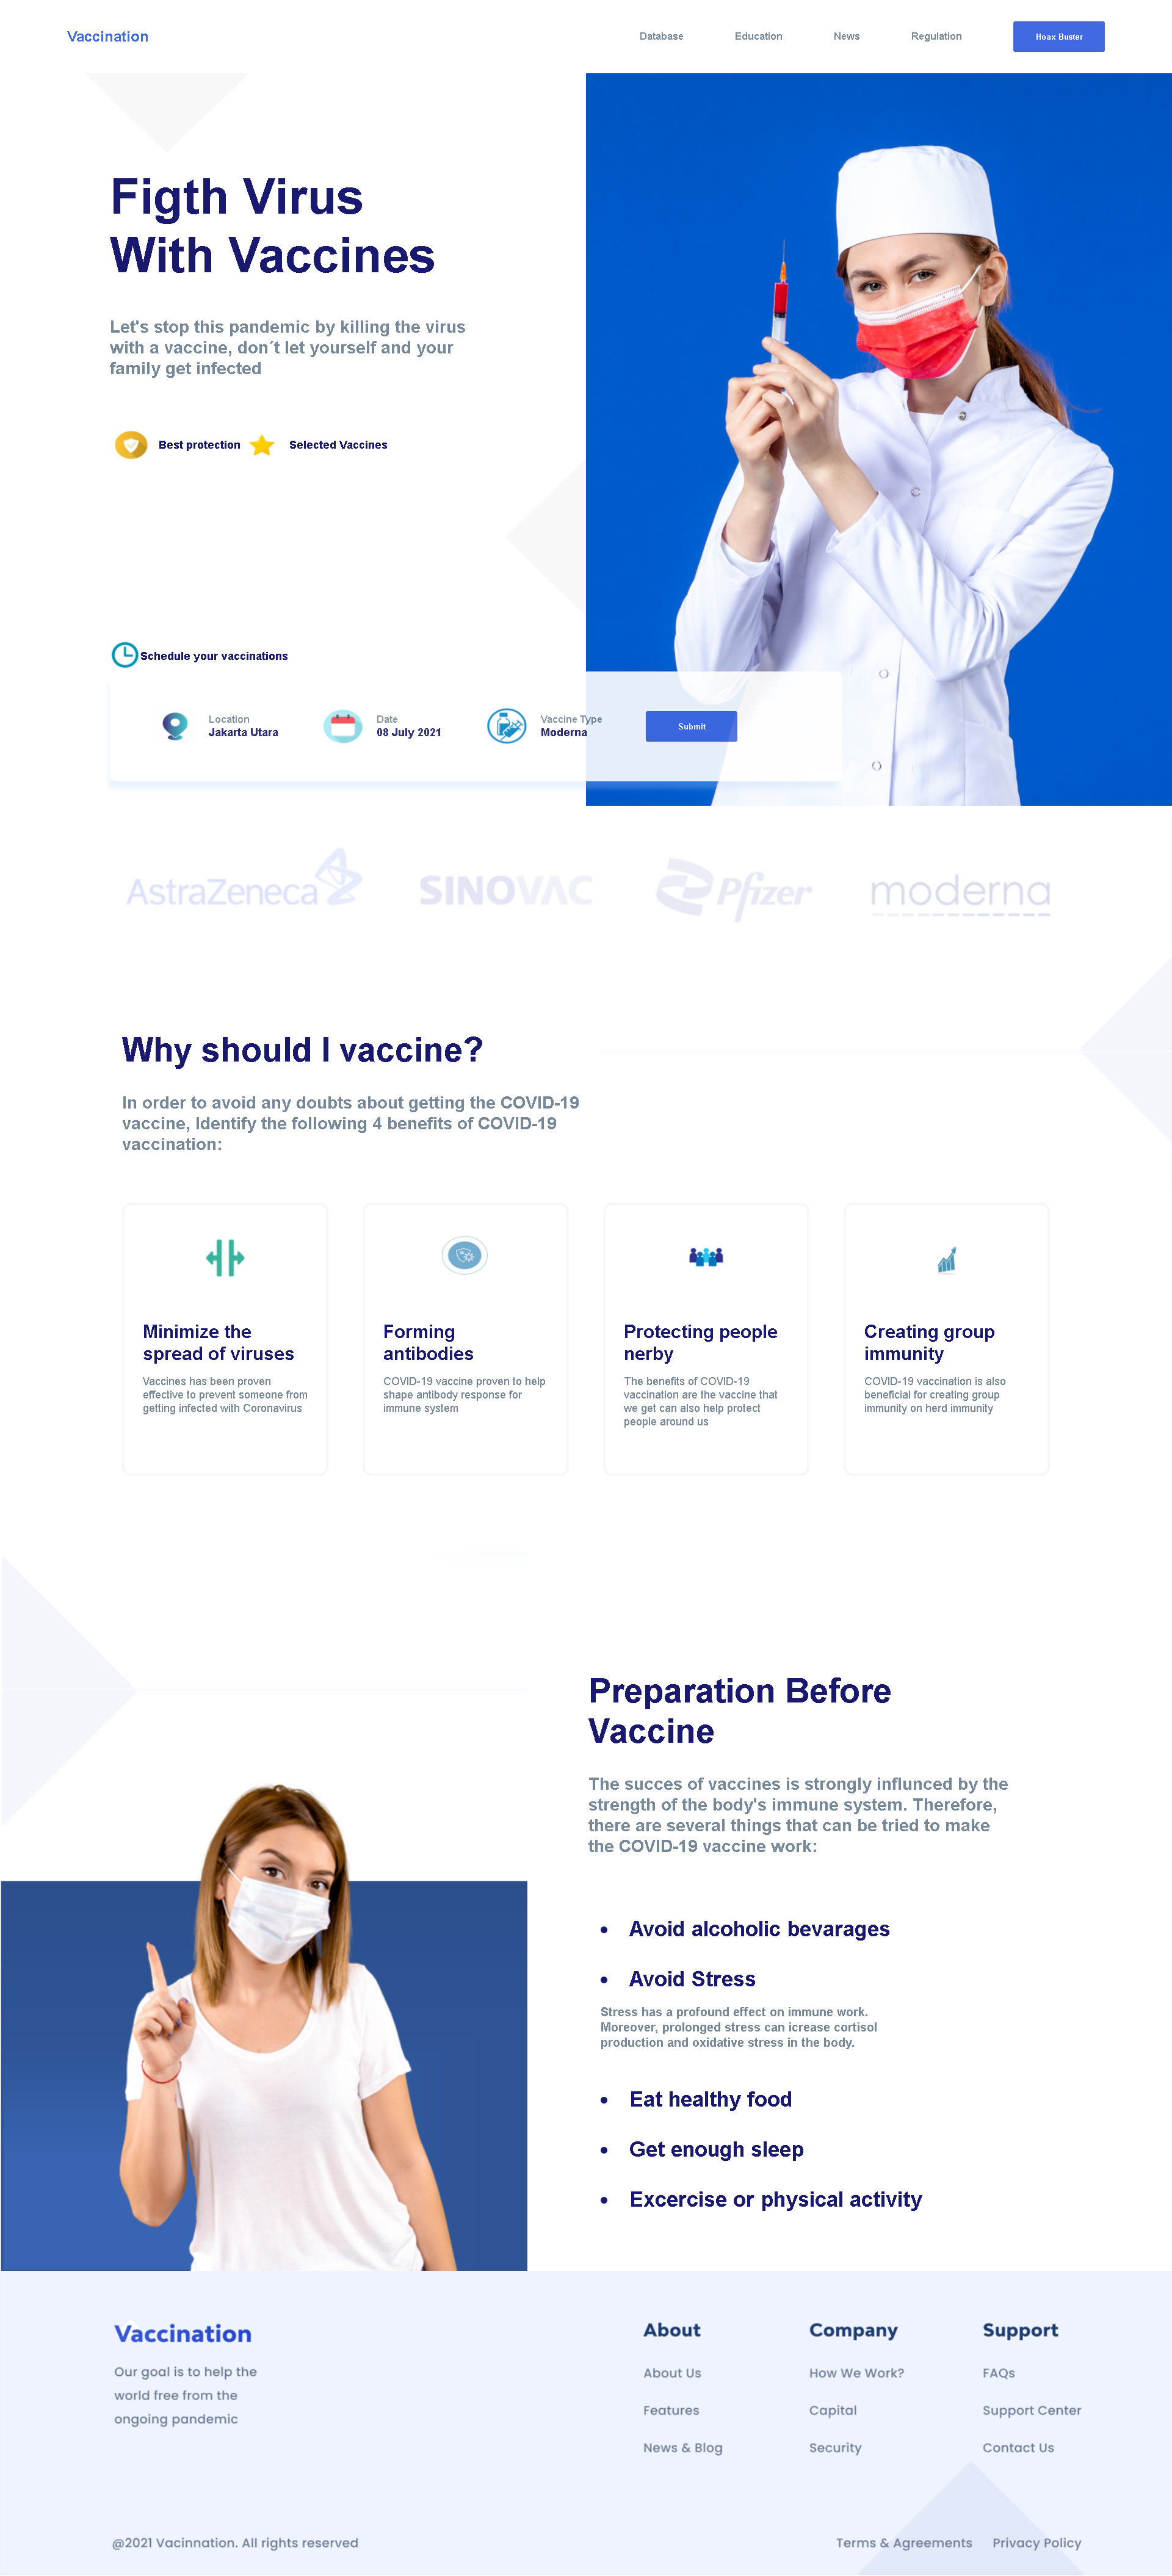 Vaccination
Database
Education
News
Regulation
Hoax Buster
Figth Virus
With Vaccines
Let's stop this pandemic by killing the virus
with a vaccine, don´t let yourself and your
family get infected
Best protection
Selected Vaccines
Schedule your vaccinations
Location
Jakarta Utara
Date
08 July 2021
Vaccine Type
Moderna
Submit
AstraZeneca
SINOVAC
Pfizer
moderna
Why should I vaccine?
In order to avoid any doubts about getting the COVID-19
vaccine, Identify the following 4 benefits of COVID-19
vaccination:
Minimize the
spread of viruses
Vaccines has been proven
effective to prevent someone from
getting infected with Coronavirus
Forming
antibodies
COVID-19 vaccine proven to help
shape antibody response for
immune system
Protecting people
nerby
The benefits of COVID-19
vaccination are the vaccine that
we get can also help protect
people around us
Creating group
immunity
COVID-19 vaccination is also
beneficial for creating group
immunity on herd immunity
Preparation Before
Vaccine
The succes of vaccines is strongly influnced by the
strength of the body's immune system. Therefore,
there are several things that can be tried to make
the COVID-19 vaccine work:
• Avoid alcoholic bevarages
• Avoid Stress
Stress has a profound effect on immune work.
Moreover, prolonged stress can icrease cortisol
production and oxidative stress in the body.
• Eat healthy food
• Get enough sleep
• Excercise or physical activity
Vaccination
Our goal is to help the
world free from the
ongoing pandemic
About
About Us
Features
News & Blog
Company
How We Work?
Capital
Security
Support
FAQs
Support Center
Contact Us
@2021 Vacinnation. All rights reserved
Terms & Agreements
Privacy Policy